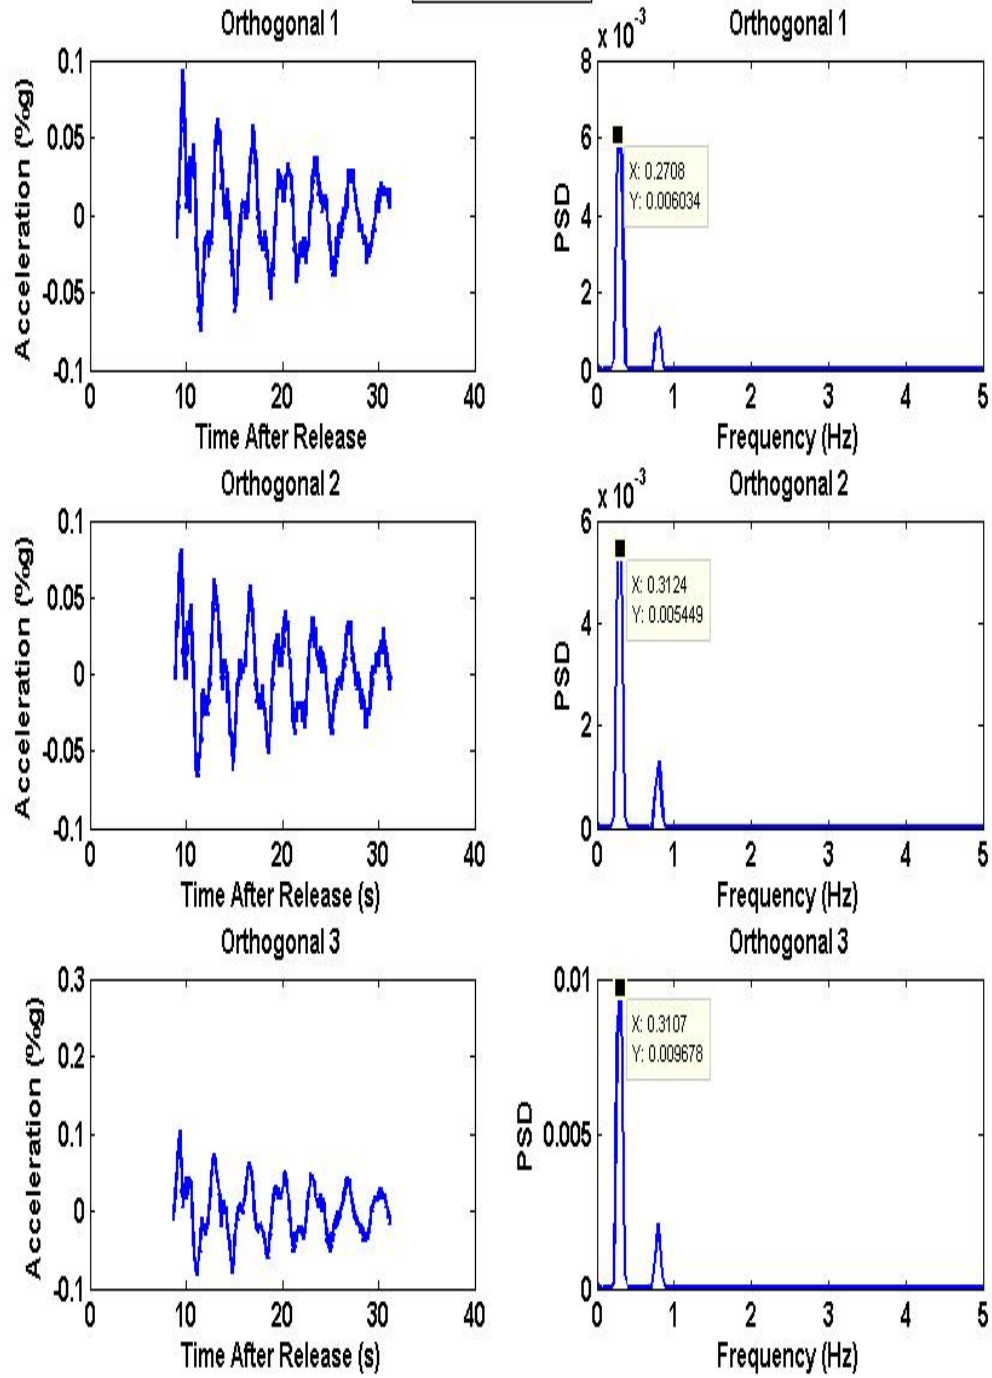 Orthogonal 1
Acceleration (%g)
0.1
0.05
0
-0.05
-0.1
0 10 20 30 40
Time After Release
Orthogonal 1
x 10-3
PSD
8
6
4
2
0
X: 0.2708
Y: 0.006034
0 1 2 3 4 5
Frequency (Hz)
Orthogonal 2
Acceleration (%g)
0.1
0.05
0
-0.05
-0.1
0 10 20 30 40
Time After Release (s)
Orthogonal 2
x 10-3
PSD
6
4
2
0
X: 0.3124
Y: 0.005449
0 1 2 3 4 5
Frequency (Hz)
Orthogonal 3
Acceleration (%g)
0.3
0.2
0.1
0
-0.1
0 10 20 30 40
Time After Release (s)
Orthogonal 3
PSD
0.01
0.005
0
X: 0.3107
Y: 0.009678
0 1 2 3 4 5
Frequency (Hz)